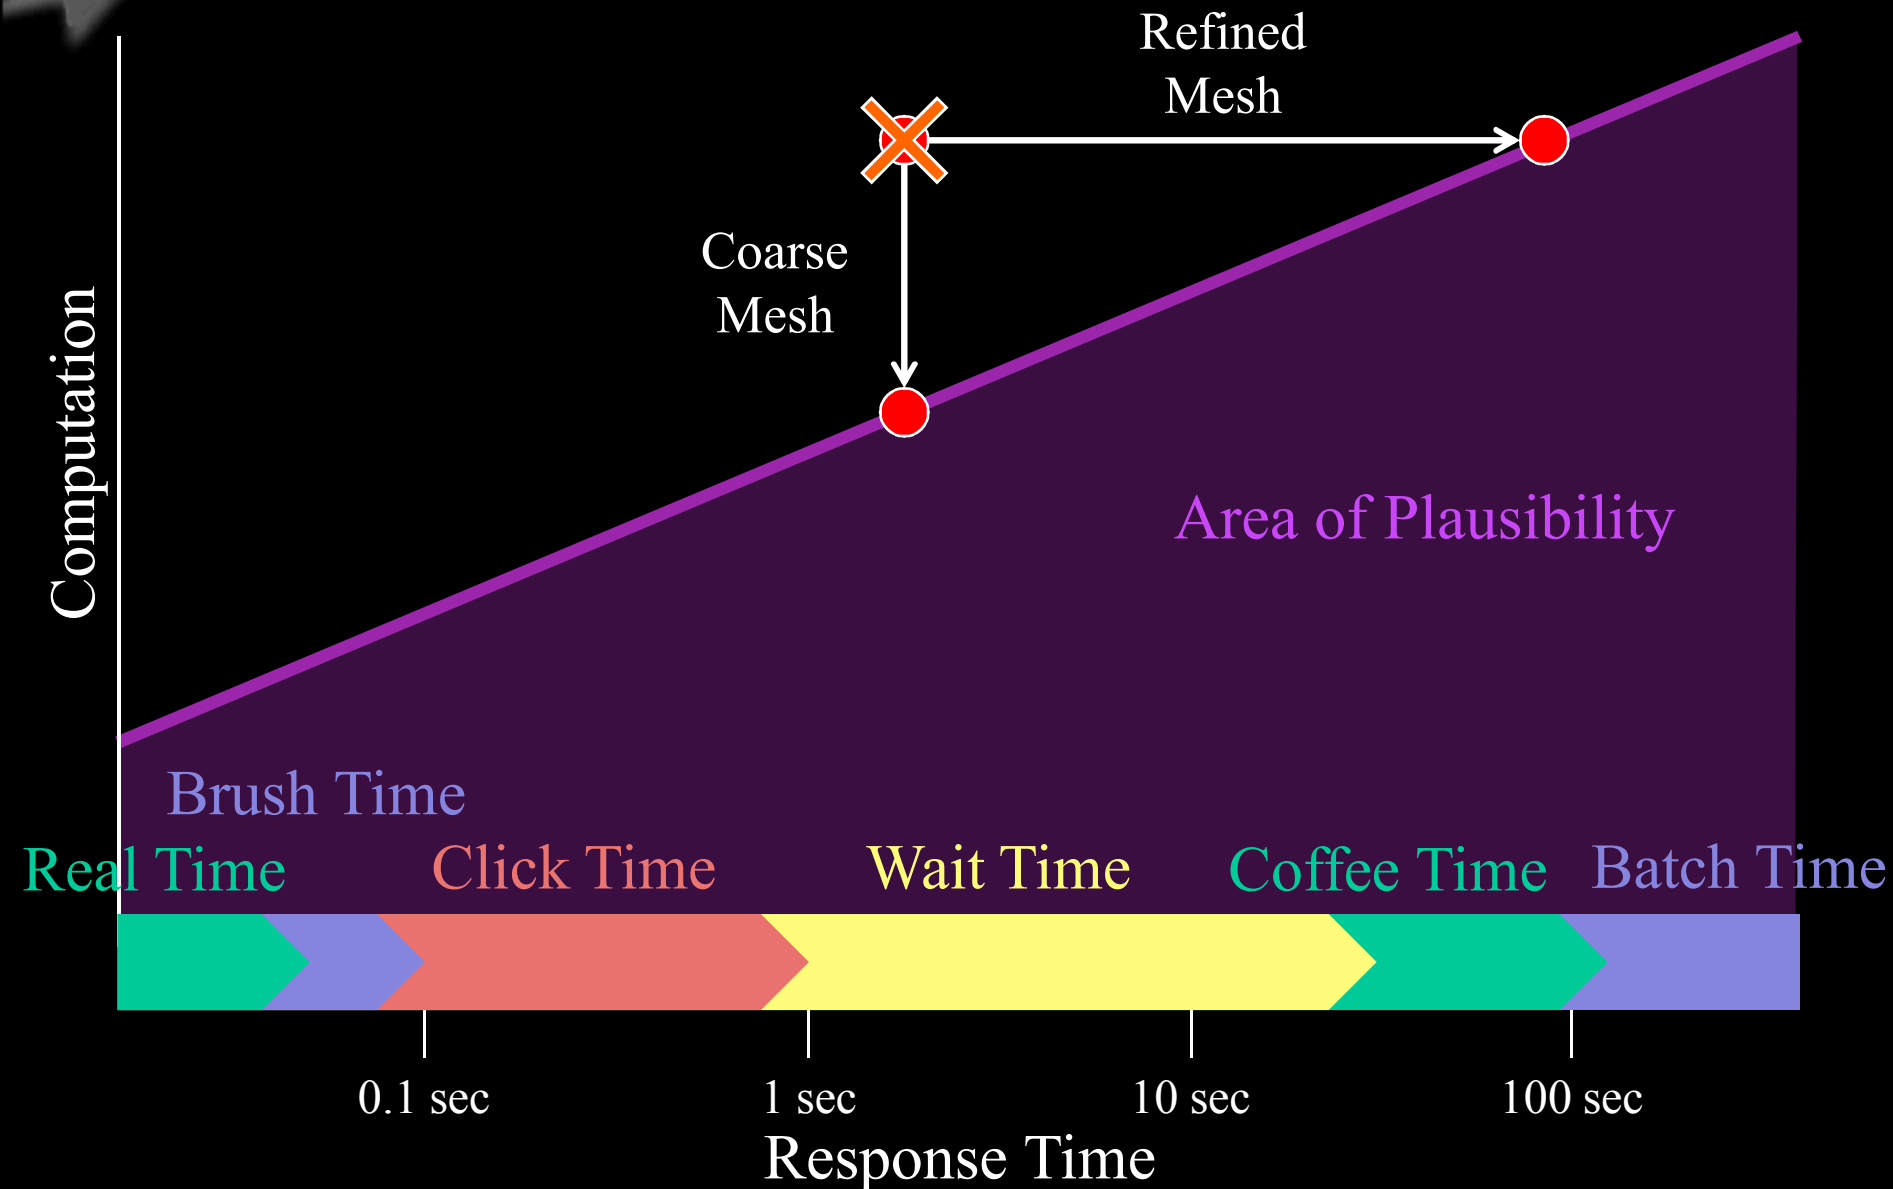 Refined
Mesh
Coarse
Mesh
Computation
Area of Plausibility
Brush Time
Real Time
Click Time
Wait Time
Coffee Time
Batch Time
0.1 sec
1 sec
10 sec
100 sec
Response Time